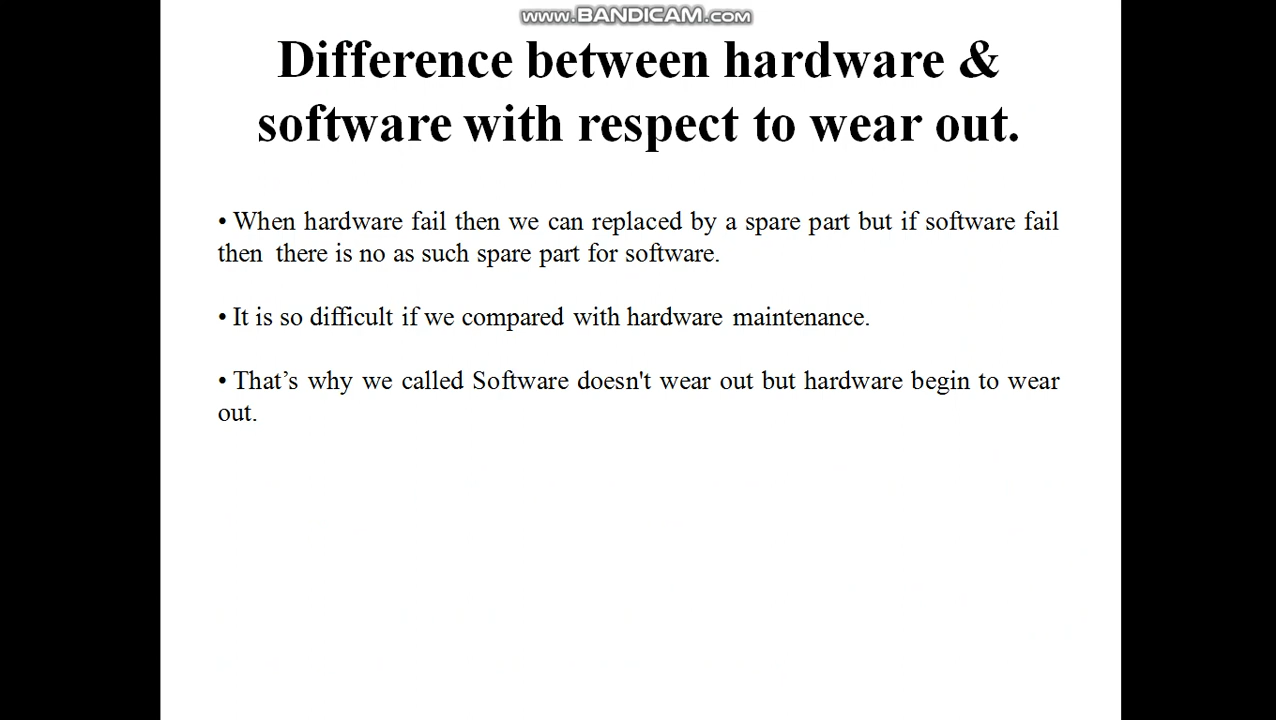 www.BANDICAM.com
Difference between hardware &
software with respect to wear out.
• When hardware fail then we can replaced by a spare part but if software fail
then there is no as such spare part for software.
• It is so difficult if we compared with hardware maintenance.
• That’s why we called Software doesn't wear out but hardware begin to wear
out.